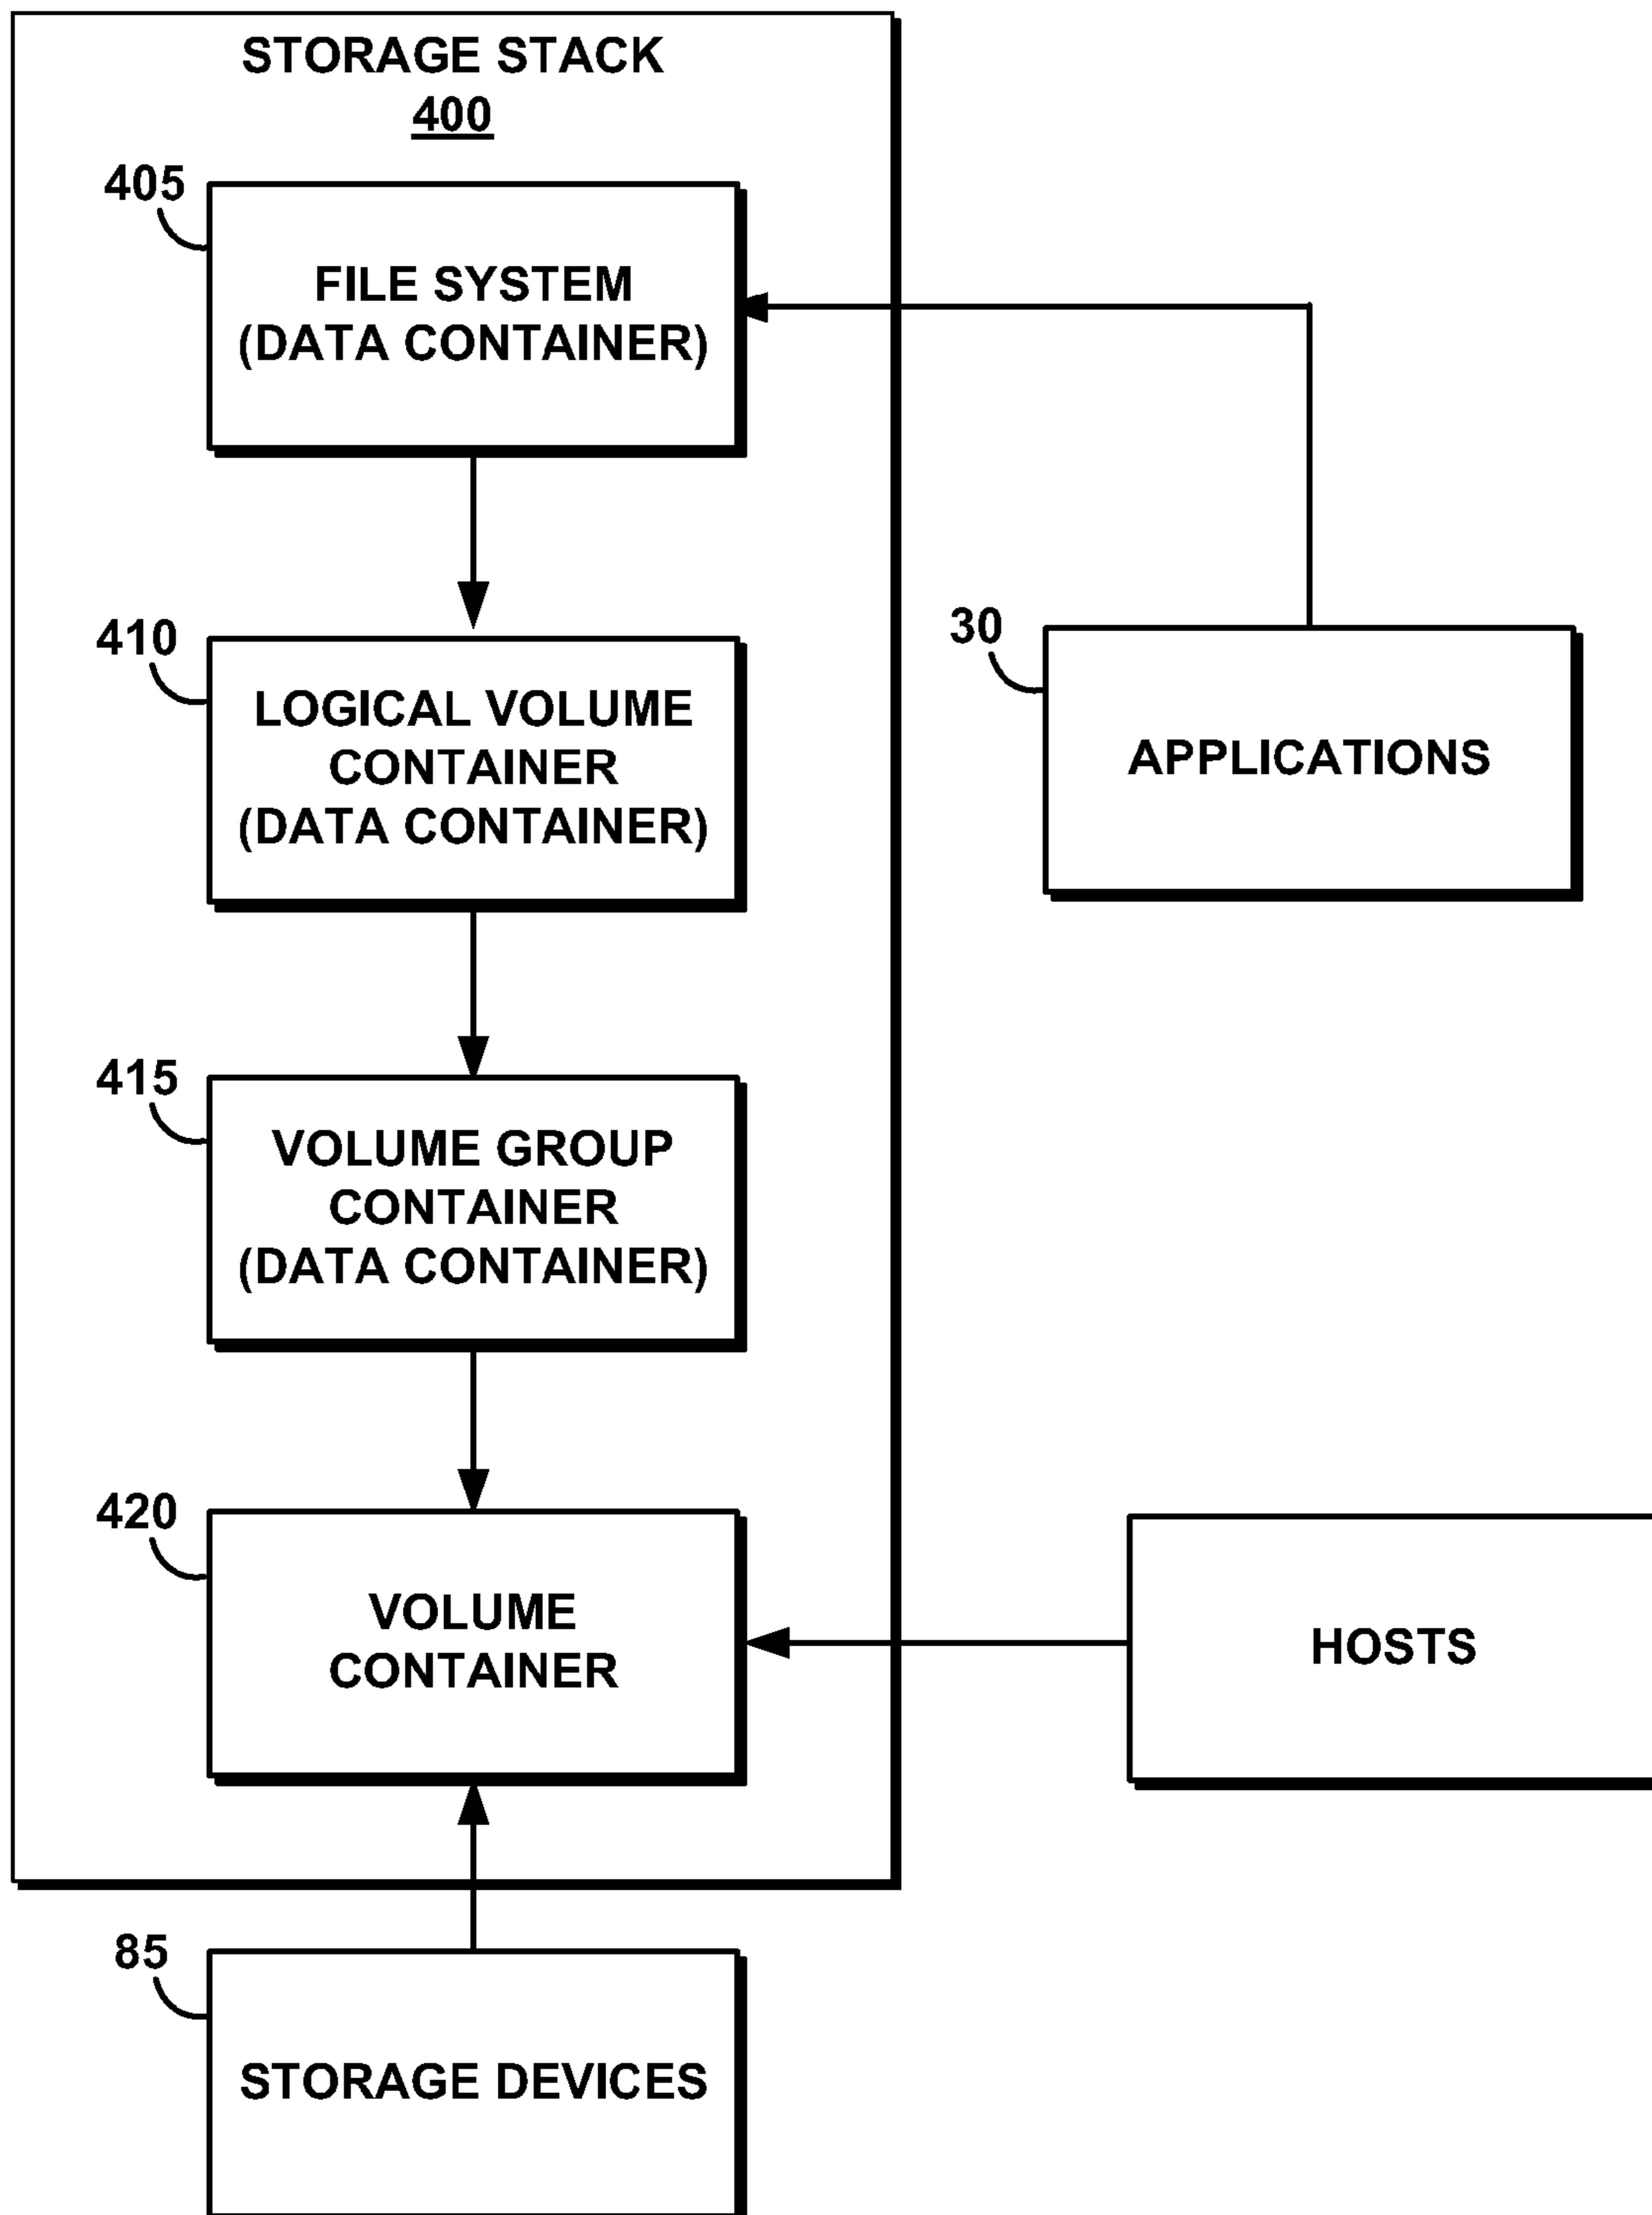 STORAGE STACK
400
405
FILE SYSTEM
(DATA CONTAINER)
410
LOGICAL VOLUME
CONTAINER
(DATA CONTAINER)
30
APPLICATIONS
415
VOLUME GROUP
CONTAINER
(DATA CONTAINER)
420
VOLUME
CONTAINER
HOSTS
85
STORAGE DEVICES